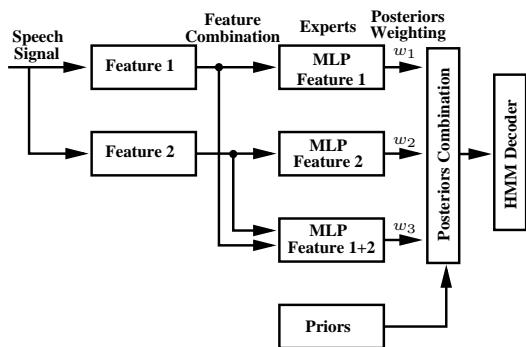 Speech
Signal
Feature
Combination
Experts
Posteriors
Weighting
Feature 1
MLP
Feature 1
w1
Feature 2
MLP
Feature 2
w2
MLP
Feature 1+2
w3
Posteriors Combination
HMM Decoder
Priors